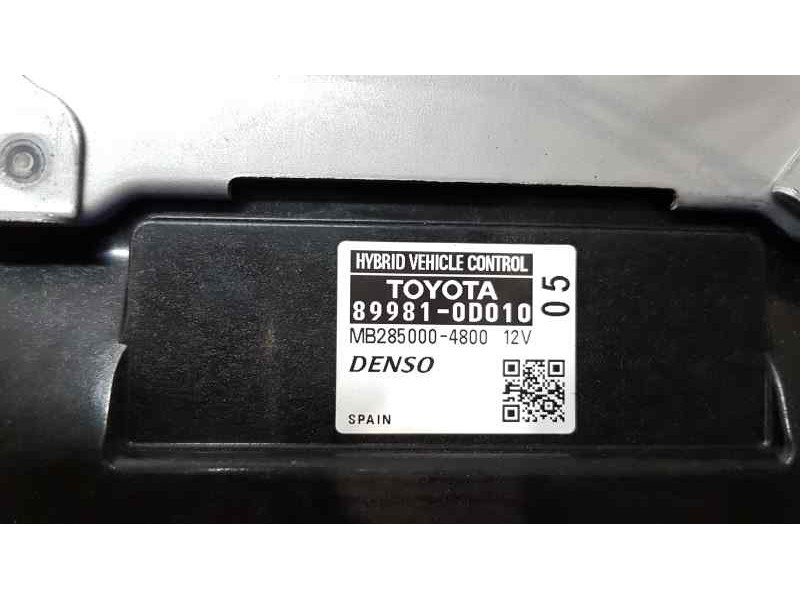 HYBRID VEHICLE CONTROL
TOYOTA
89981-0D010
05
MB285000-4800 12V
DENSO
SPAIN